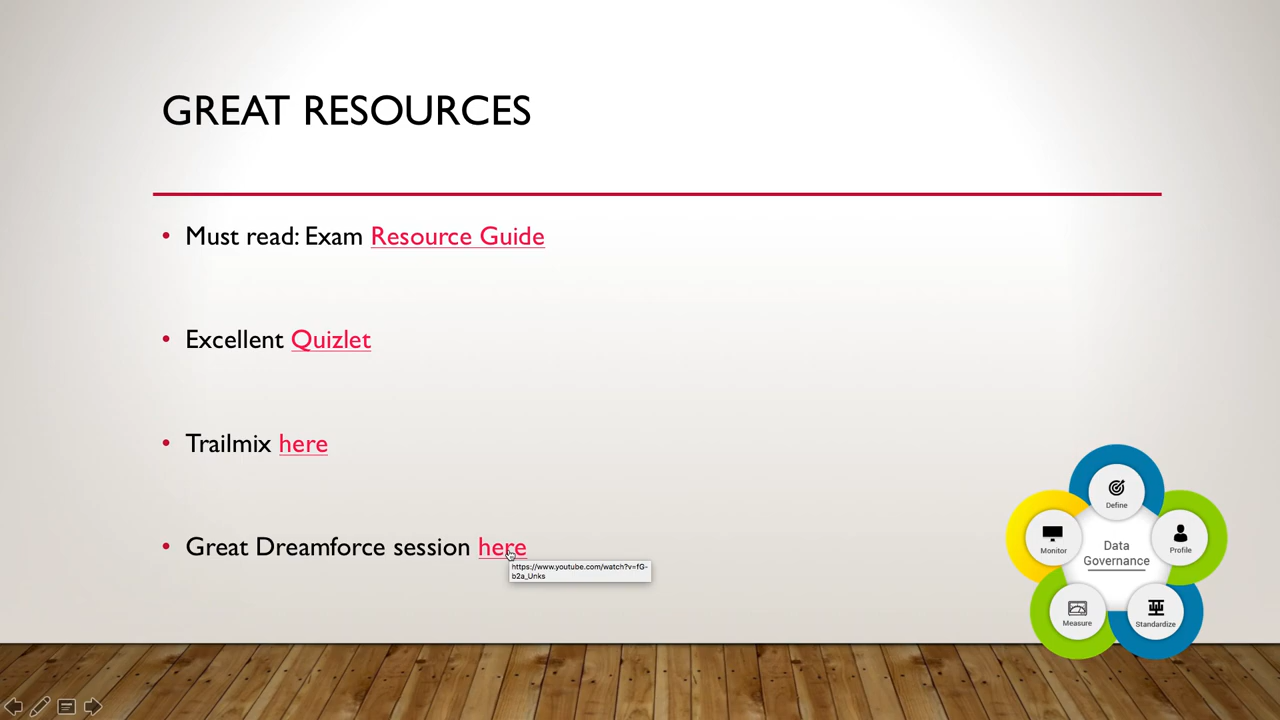 GREAT RESOURCES
• Must read: Exam Resource Guide
• Excellent Quizlet
• Trailmix here
• Great Dreamforce session here
https://www.youtube.com/watch?v=fG-
b2a_Unks
Define
Monitor
Data
Governance
Profile
Measure
Standardize